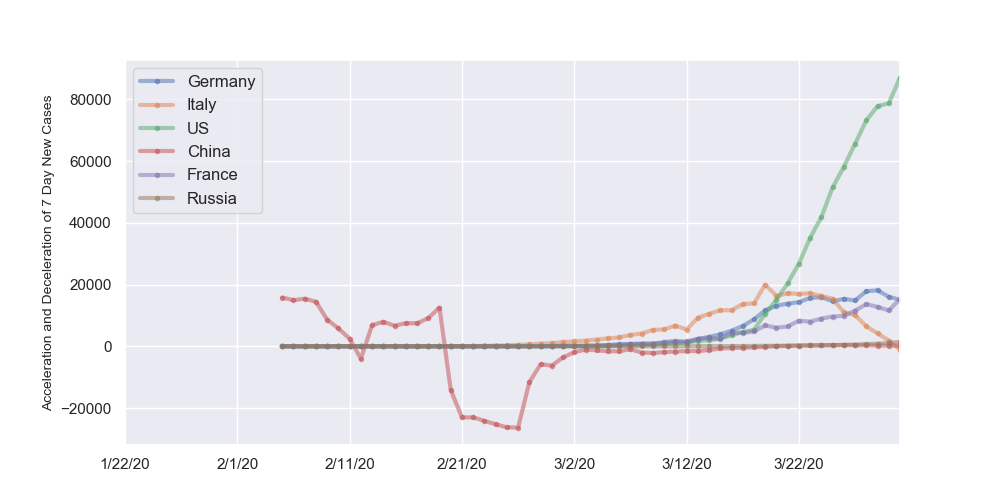 Germany
Italy
US
China
France
Russia
Acceleration and Deceleration of 7 Day New Cases
80000
60000
40000
20000
0
−20000
1/22/20 2/1/20 2/11/20 2/21/20 3/2/20 3/12/20 3/22/20